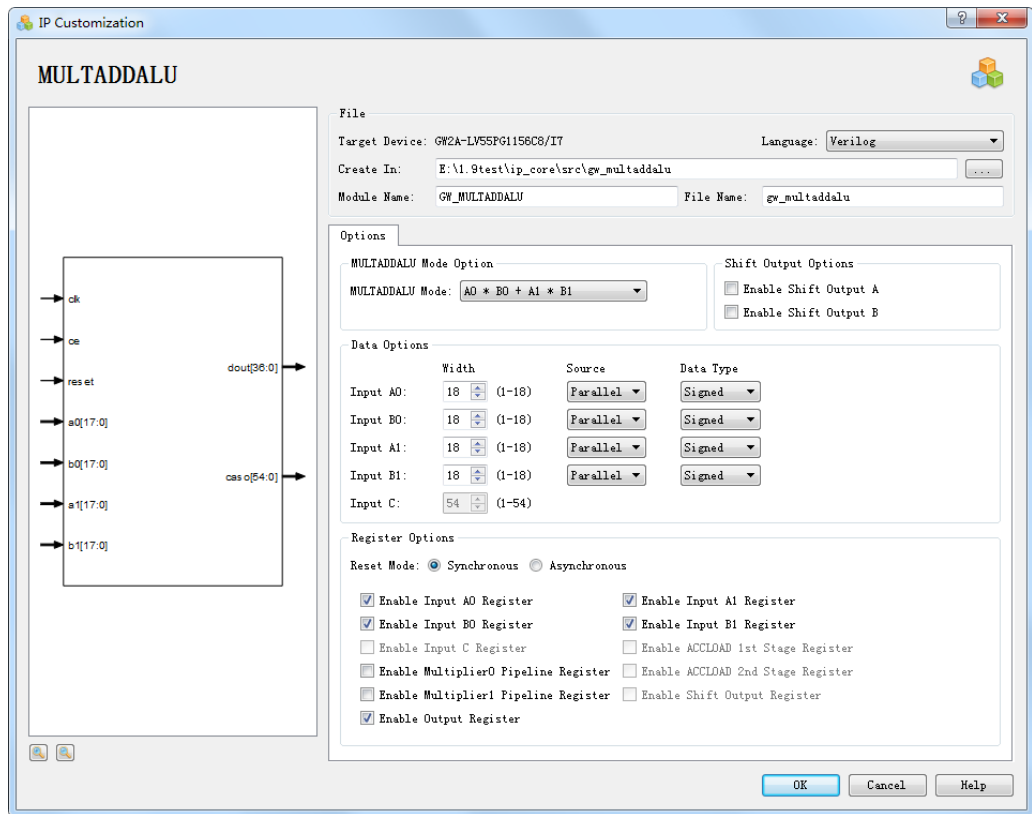 IP Customization
MULTADDALU
clk
ce
reset
a0[17:0]
b0[17:0]
a1[17:0]
b1[17:0]
dout[36:0]
caso[54:0]
File
Target Device: GW2A-LV55PG1156C8/I7 Language: Verilog
Create In: E:\1.9test\ip_core\src\gw_multaddalu ...
Module Name: GW_MULTADDALU File Name: gw_multaddalu
Options
MULTADDALU Mode Option
MULTADDALU Mode: A0 * B0 + A1 * B1
Shift Output Options
Enable Shift Output A
Enable Shift Output B
Data Options
Width Source Data Type
Input A0: 18 (1-18) Parallel Signed
Input B0: 18 (1-18) Parallel Signed
Input A1: 18 (1-18) Parallel Signed
Input B1: 18 (1-18) Parallel Signed
Input C: 54 (1-54)
Register Options
Reset Mode: Synchronous Asynchronous
Enable Input A0 Register Enable Input A1 Register
Enable Input B0 Register Enable Input B1 Register
Enable Input C Register Enable ACCLOAD 1st Stage Register
Enable Multiplier0 Pipeline Register Enable ACCLOAD 2nd Stage Register
Enable Multiplier1 Pipeline Register Enable Shift Output Register
Enable Output Register
OK Cancel Help